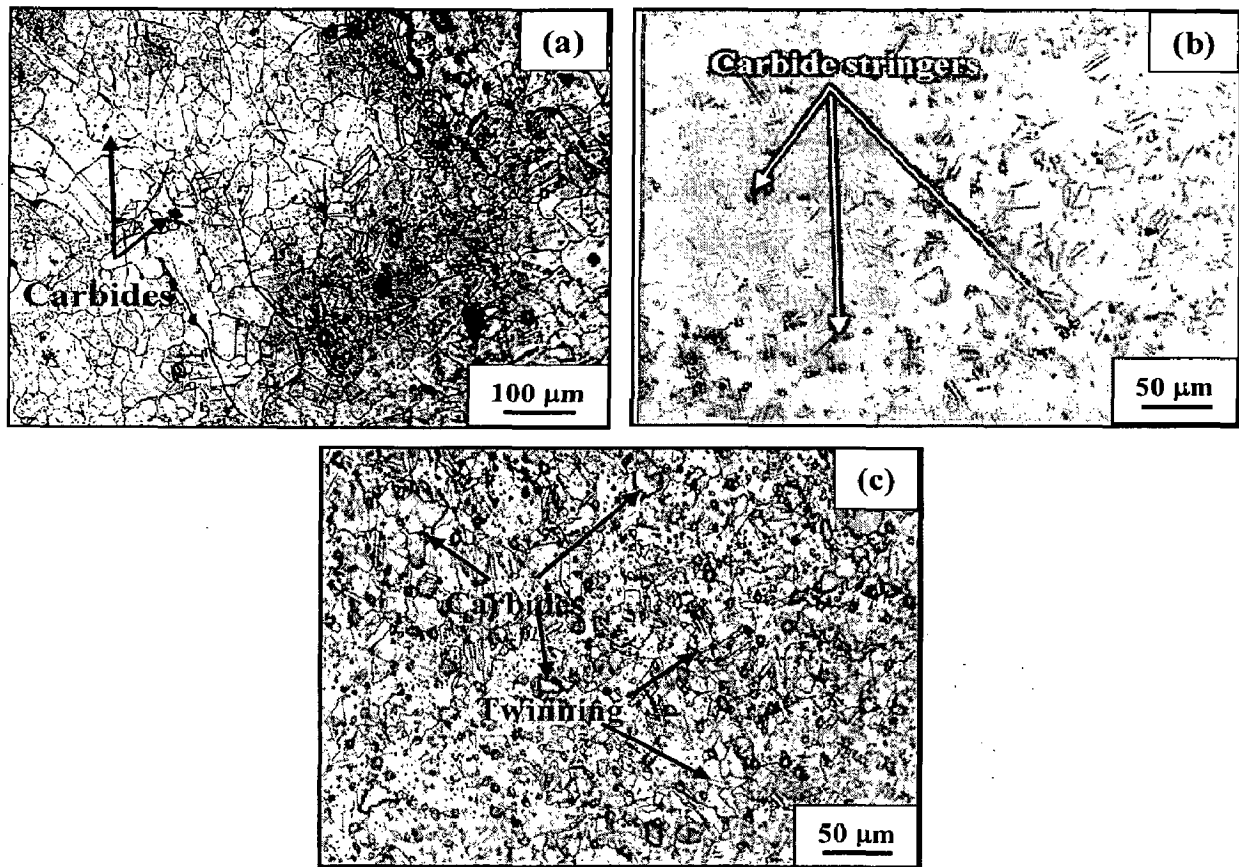 (a)
Carbides
100 µm
(b)
Carbide stringers
50 µm
(c)
Carbides
Twinning
50 µm